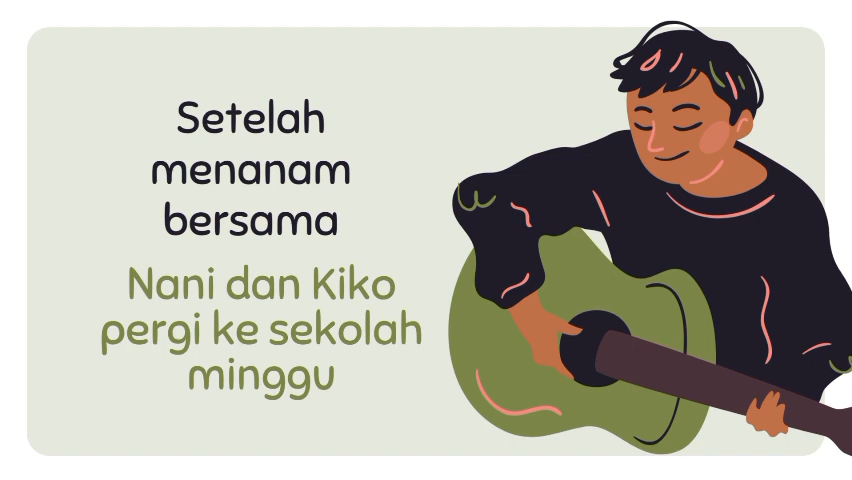 Setelah
menanam
bersama
Nani dan Kiko
pergi ke sekolah
minggu